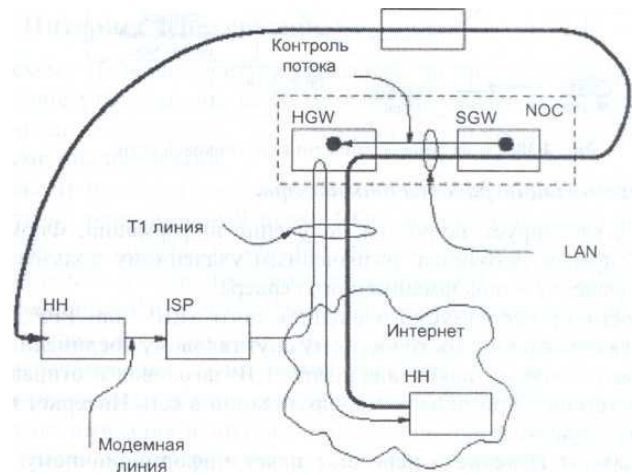 Контроль
потока
HGW
SGW
NOC
T1 линия
LAN
HH
ISP
Интернет
HH
Модемная
линия